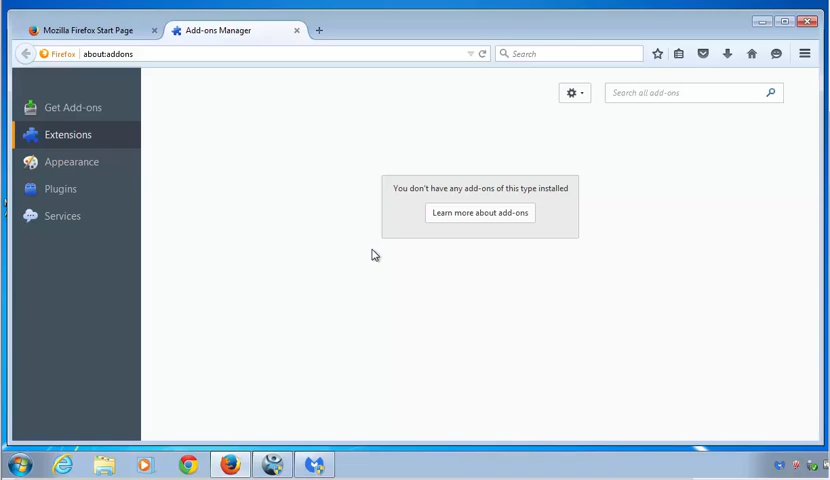 Mozilla Firefox Start Page
Add-ons Manager
Firefox
about:addons
Search
Get Add-ons
Extensions
Appearance
Plugins
Services
Search all add-ons
You don't have any add-ons of this type installed
Learn more about add-ons